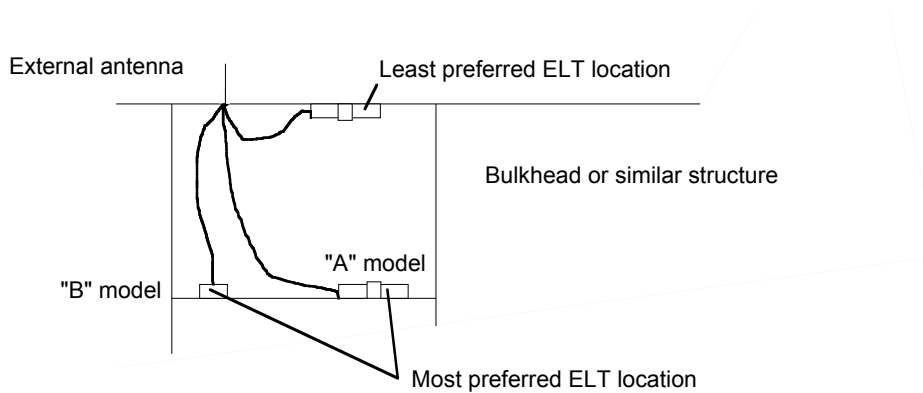 External antenna
Least preferred ELT location
Bulkhead or similar structure
"A" model
"B" model
Most preferred ELT location